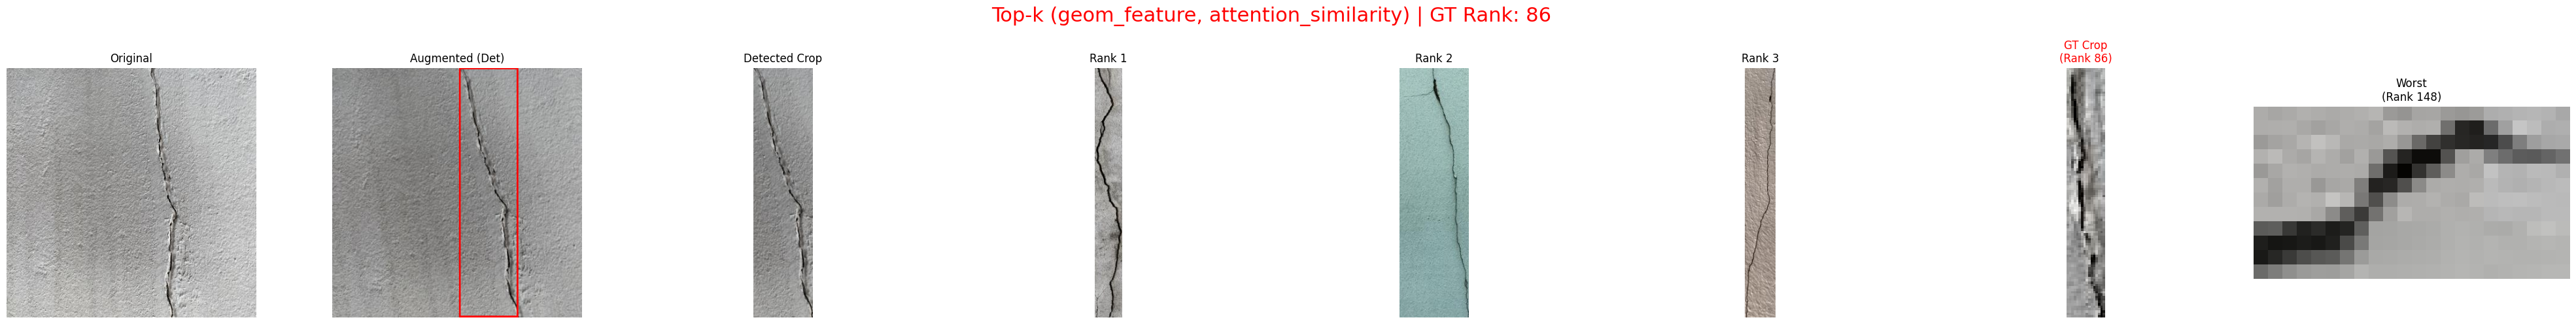 Top-k (geom_feature, attention_similarity) | GT Rank: 86
Original
Augmented (Det)
Detected Crop
Rank 1
Rank 2
Rank 3
GT Crop
(Rank 86)
Worst
(Rank 148)